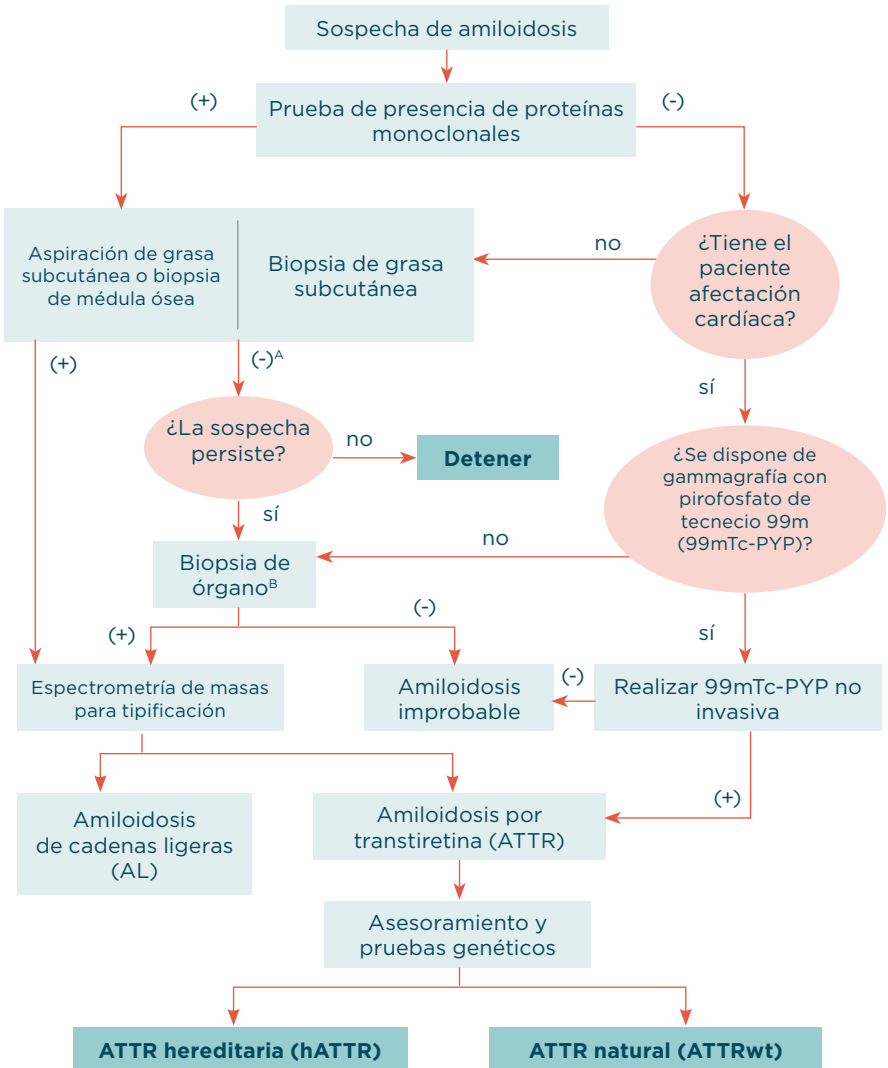 Sospecha de amiloidosis
(+)
Prueba de presencia de proteínas
monoclonales
(-)
Aspiración de grasa
subcutánea o biopsia
de médula ósea
Biopsia de grasa
subcutánea
no
¿Tiene el
paciente
afectación
cardíaca?
(+)
(-)ᴬ
sí
¿La sospecha
persiste?
no
Detener
¿Se dispone de
gammagrafía con
pirofosfato de
tecnecio 99m
(99mTc-PYP)?
sí
no
Biopsia de
órganoᴮ
(+)
(-)
sí
Espectrometría de masas
para tipificación
Amiloidosis
improbable
(-)
Realizar 99mTc-PYP no
invasiva
(+)
Amiloidosis
de cadenas ligeras
(AL)
Amiloidosis por
transtiretina (ATTR)
Asesoramiento y
pruebas genéticos
ATTR hereditaria (hATTR)
ATTR natural (ATTRwt)